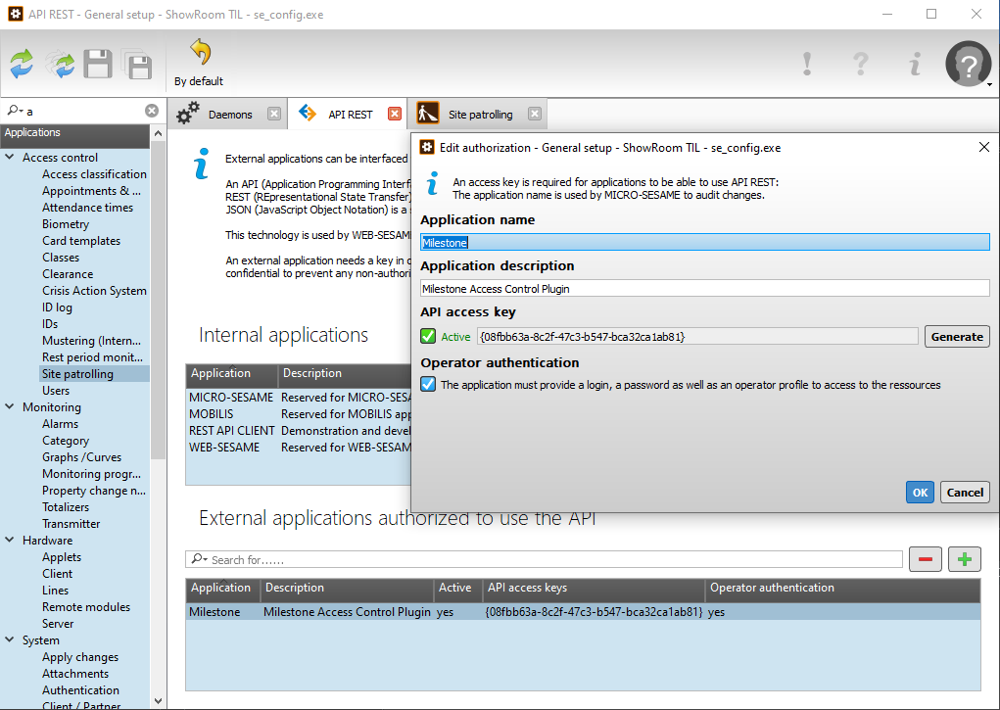 API REST - General setup - ShowRoom TIL - se_config.exe
By default
a
Daemons
API REST
Site patrolling
Applications
Access control
Access classification
Appointments & ...
Attendance times
Biometry
Card templates
Classes
Clearance
Crisis Action System
ID log
IDs
Mustering (Intern...
Rest period monit...
Site patrolling
Users
Monitoring
Alarms
Category
Graphs /Curves
Monitoring progr...
Property change n...
Totalizers
Transmitter
Hardware
Applets
Client
Lines
Remote modules
Server
System
Apply changes
Attachments
Authentication
Client / Partner
External applications can be interfaced
An API (Application Programming Interf
REST (REpresentational State Transfer)
JSON (JavaScript Object Notation) is a s
This technology is used by WEB-SESAM
An external application needs a key in o
confidential to prevent any non-authori
Internal applications
Application Description
MICRO-SESAME Reserved for MICRO-SESA
MOBILIS Reserved for MOBILIS app
REST API CLIENT Demonstration and devel
WEB-SESAME Reserved for WEB-SESAM
External applications authorized to use the API
Search for......
Application Description Active API access keys Operator authentication
Milestone Milestone Access Control Plugin yes {08fbb63a-8c2f-47c3-b547-bca32ca1ab81} yes
Edit authorization - General setup - ShowRoom TIL - se_config.exe
An access key is required for applications to be able to use API REST:
The application name is used by MICRO-SESAME to audit changes.
Application name
Milestone
Application description
Milestone Access Control Plugin
API access key
Active {08fbb63a-8c2f-47c3-b547-bca32ca1ab81} Generate
Operator authentication
The application must provide a login, a password as well as an operator profile to access to the ressources
OK Cancel